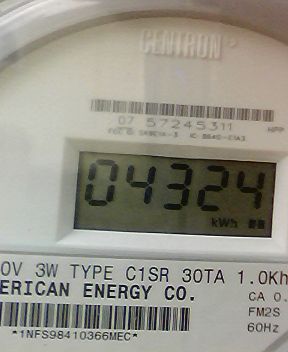 CENTRON
07 57245311
HPP
04324
kWh
0V 3W TYPE C1SR 30TA 1.0Kh
ERICAN ENERGY CO.
CA 0.
FM2S
60Hz
*1NFS98410366MEC*